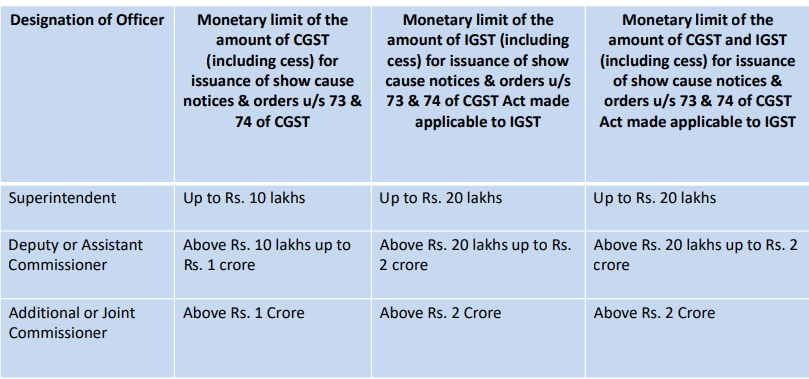 Designation of Officer
Monetary limit of the
amount of CGST
(including cess) for
issuance of show cause
notices & orders u/s 73 &
74 of CGST
Monetary limit of the
amount of IGST (including
cess) for issuance of show
cause notices & orders u/s
73 & 74 of CGST Act made
applicable to IGST
Monetary limit of the
amount of CGST and IGST
(including cess) for issuance
of show cause notices &
orders u/s 73 & 74 of CGST
Act made applicable to IGST
Superintendent
Up to Rs. 10 lakhs
Up to Rs. 20 lakhs
Up to Rs. 20 lakhs
Deputy or Assistant
Commissioner
Above Rs. 10 lakhs up to
Rs. 1 crore
Above Rs. 20 lakhs up to Rs.
2 crore
Above Rs. 20 lakhs up to Rs. 2
crore
Additional or Joint
Commissioner
Above Rs. 1 Crore
Above Rs. 2 Crore
Above Rs. 2 Crore